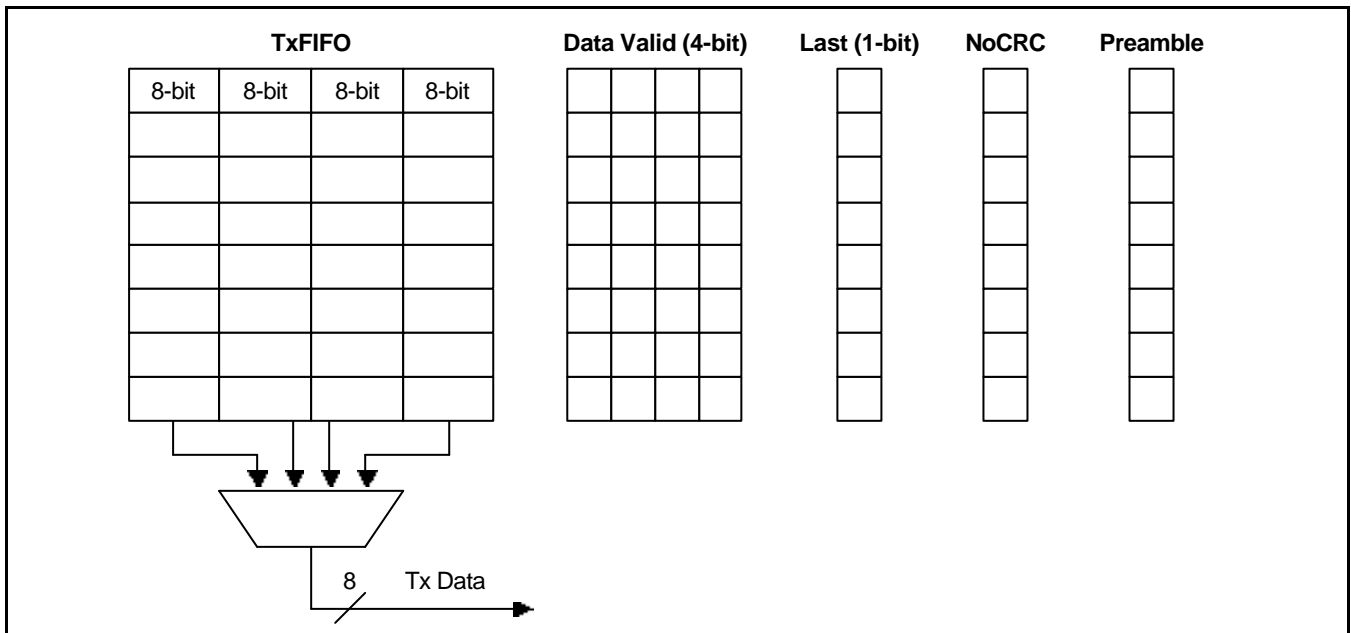 TxFIFO Data Valid (4-bit) Last (1-bit) NoCRC Preamble
8-bit 8-bit 8-bit 8-bit
8 Tx Data